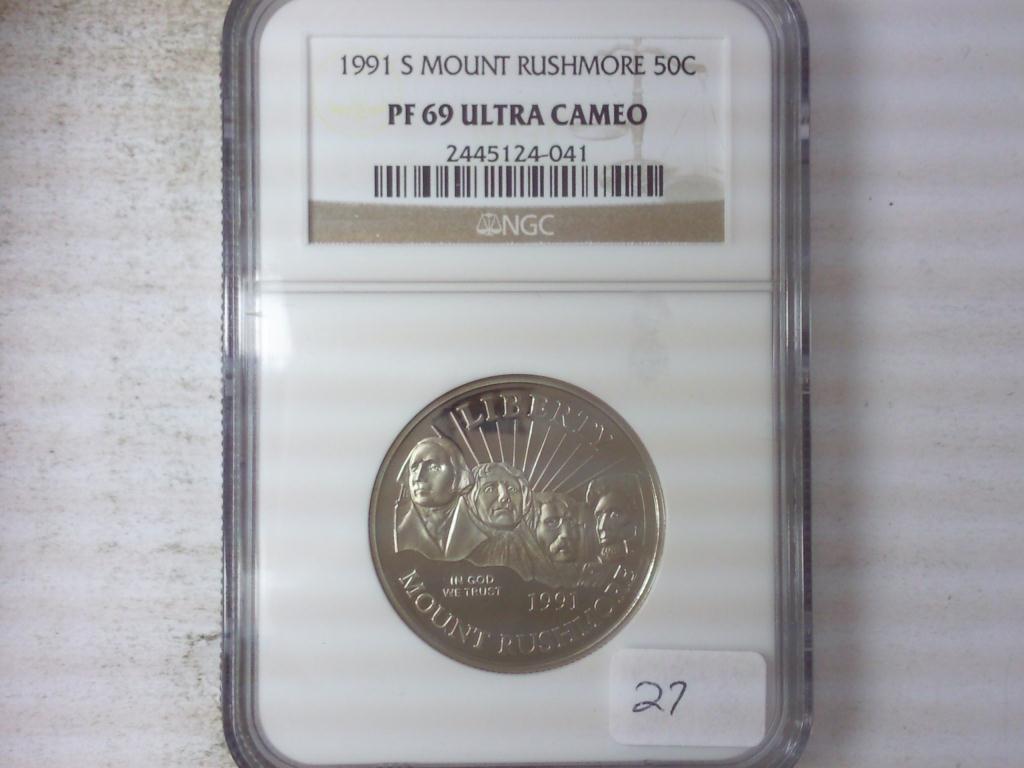 1991 S MOUNT RUSHMORE 50C
PF 69 ULTRA CAMEO
2445124-041
NGC
LIBERTY
IN GOD
WE TRUST
1991
MOUNT RUSHMORE
27